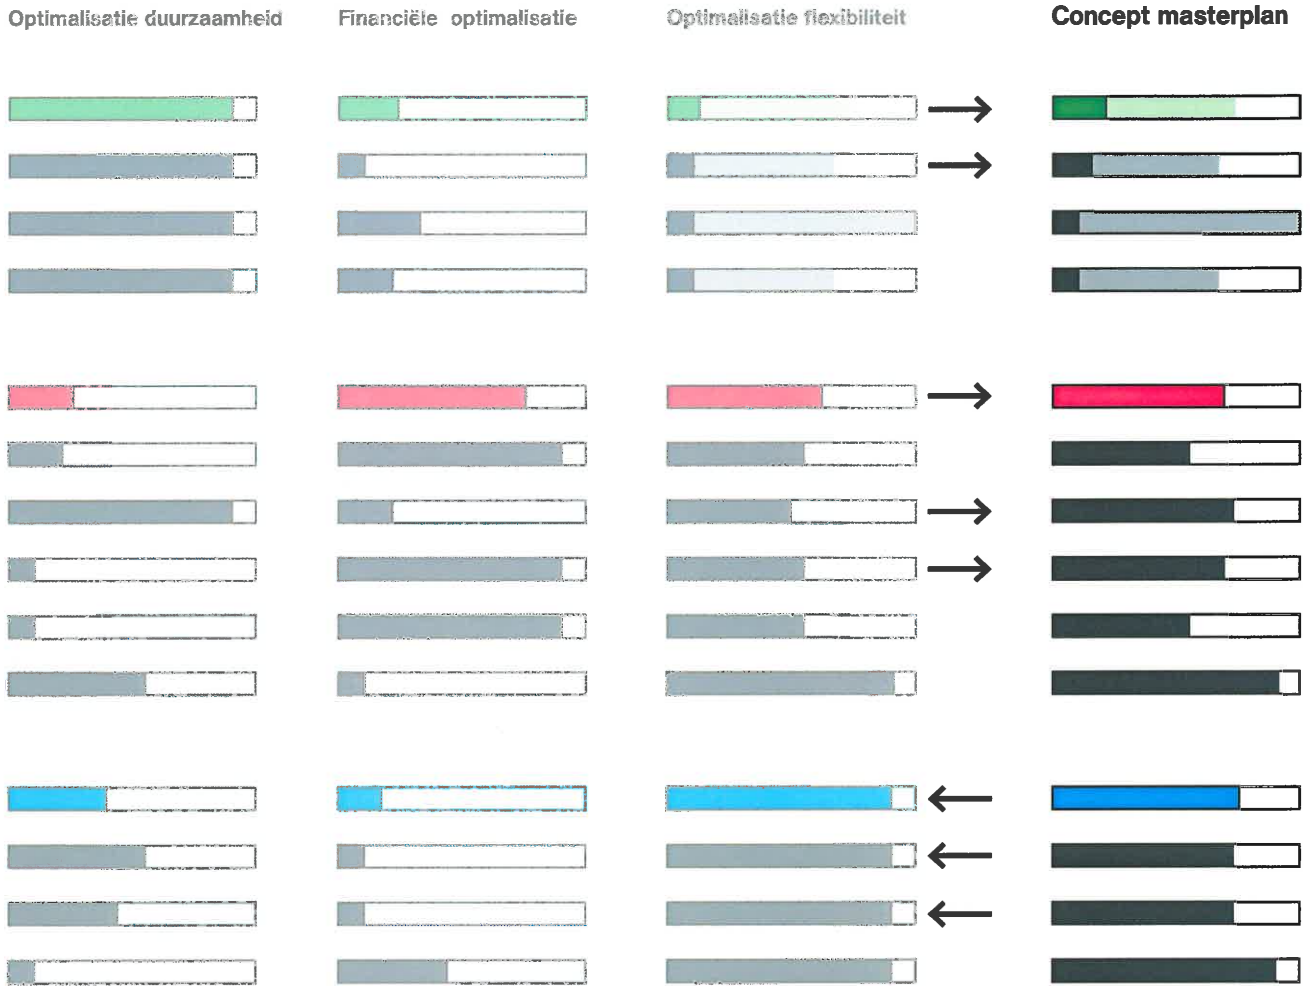 Optimalisatie duurzaamheid
Financiële optimalisatie
Optimalisatie flexibiliteit
Concept masterplan